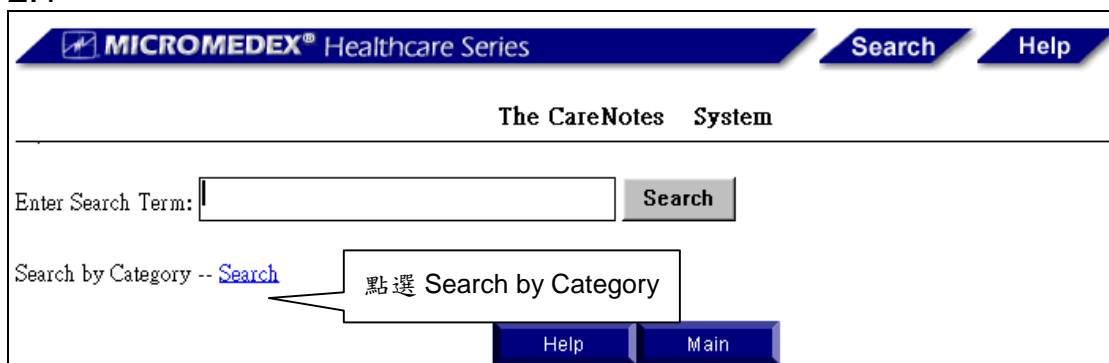 MICROMEDEX® Healthcare Series Search Help
The CareNotes System
Enter Search Term: Search
Search by Category -- Search
點選 Search by Category
Help Main